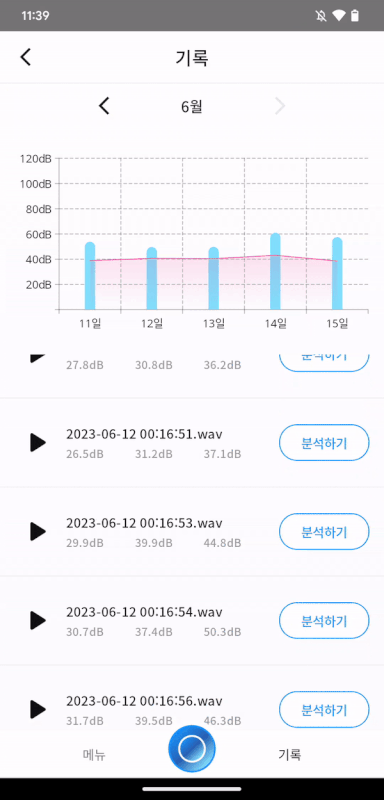 11:39
기록
6월
120dB
100dB
80dB
60dB
40dB
20dB
11일 12일 13일 14일 15일
27.8dB 30.8dB 36.2dB
분석하기
2023-06-12 00:16:51.wav
26.5dB 31.2dB 37.1dB
분석하기
2023-06-12 00:16:53.wav
29.9dB 39.9dB 44.8dB
분석하기
2023-06-12 00:16:54.wav
30.7dB 37.4dB 50.3dB
분석하기
2023-06-12 00:16:56.wav
31.7dB 39.5dB 46.3dB
분석하기
메뉴 기록